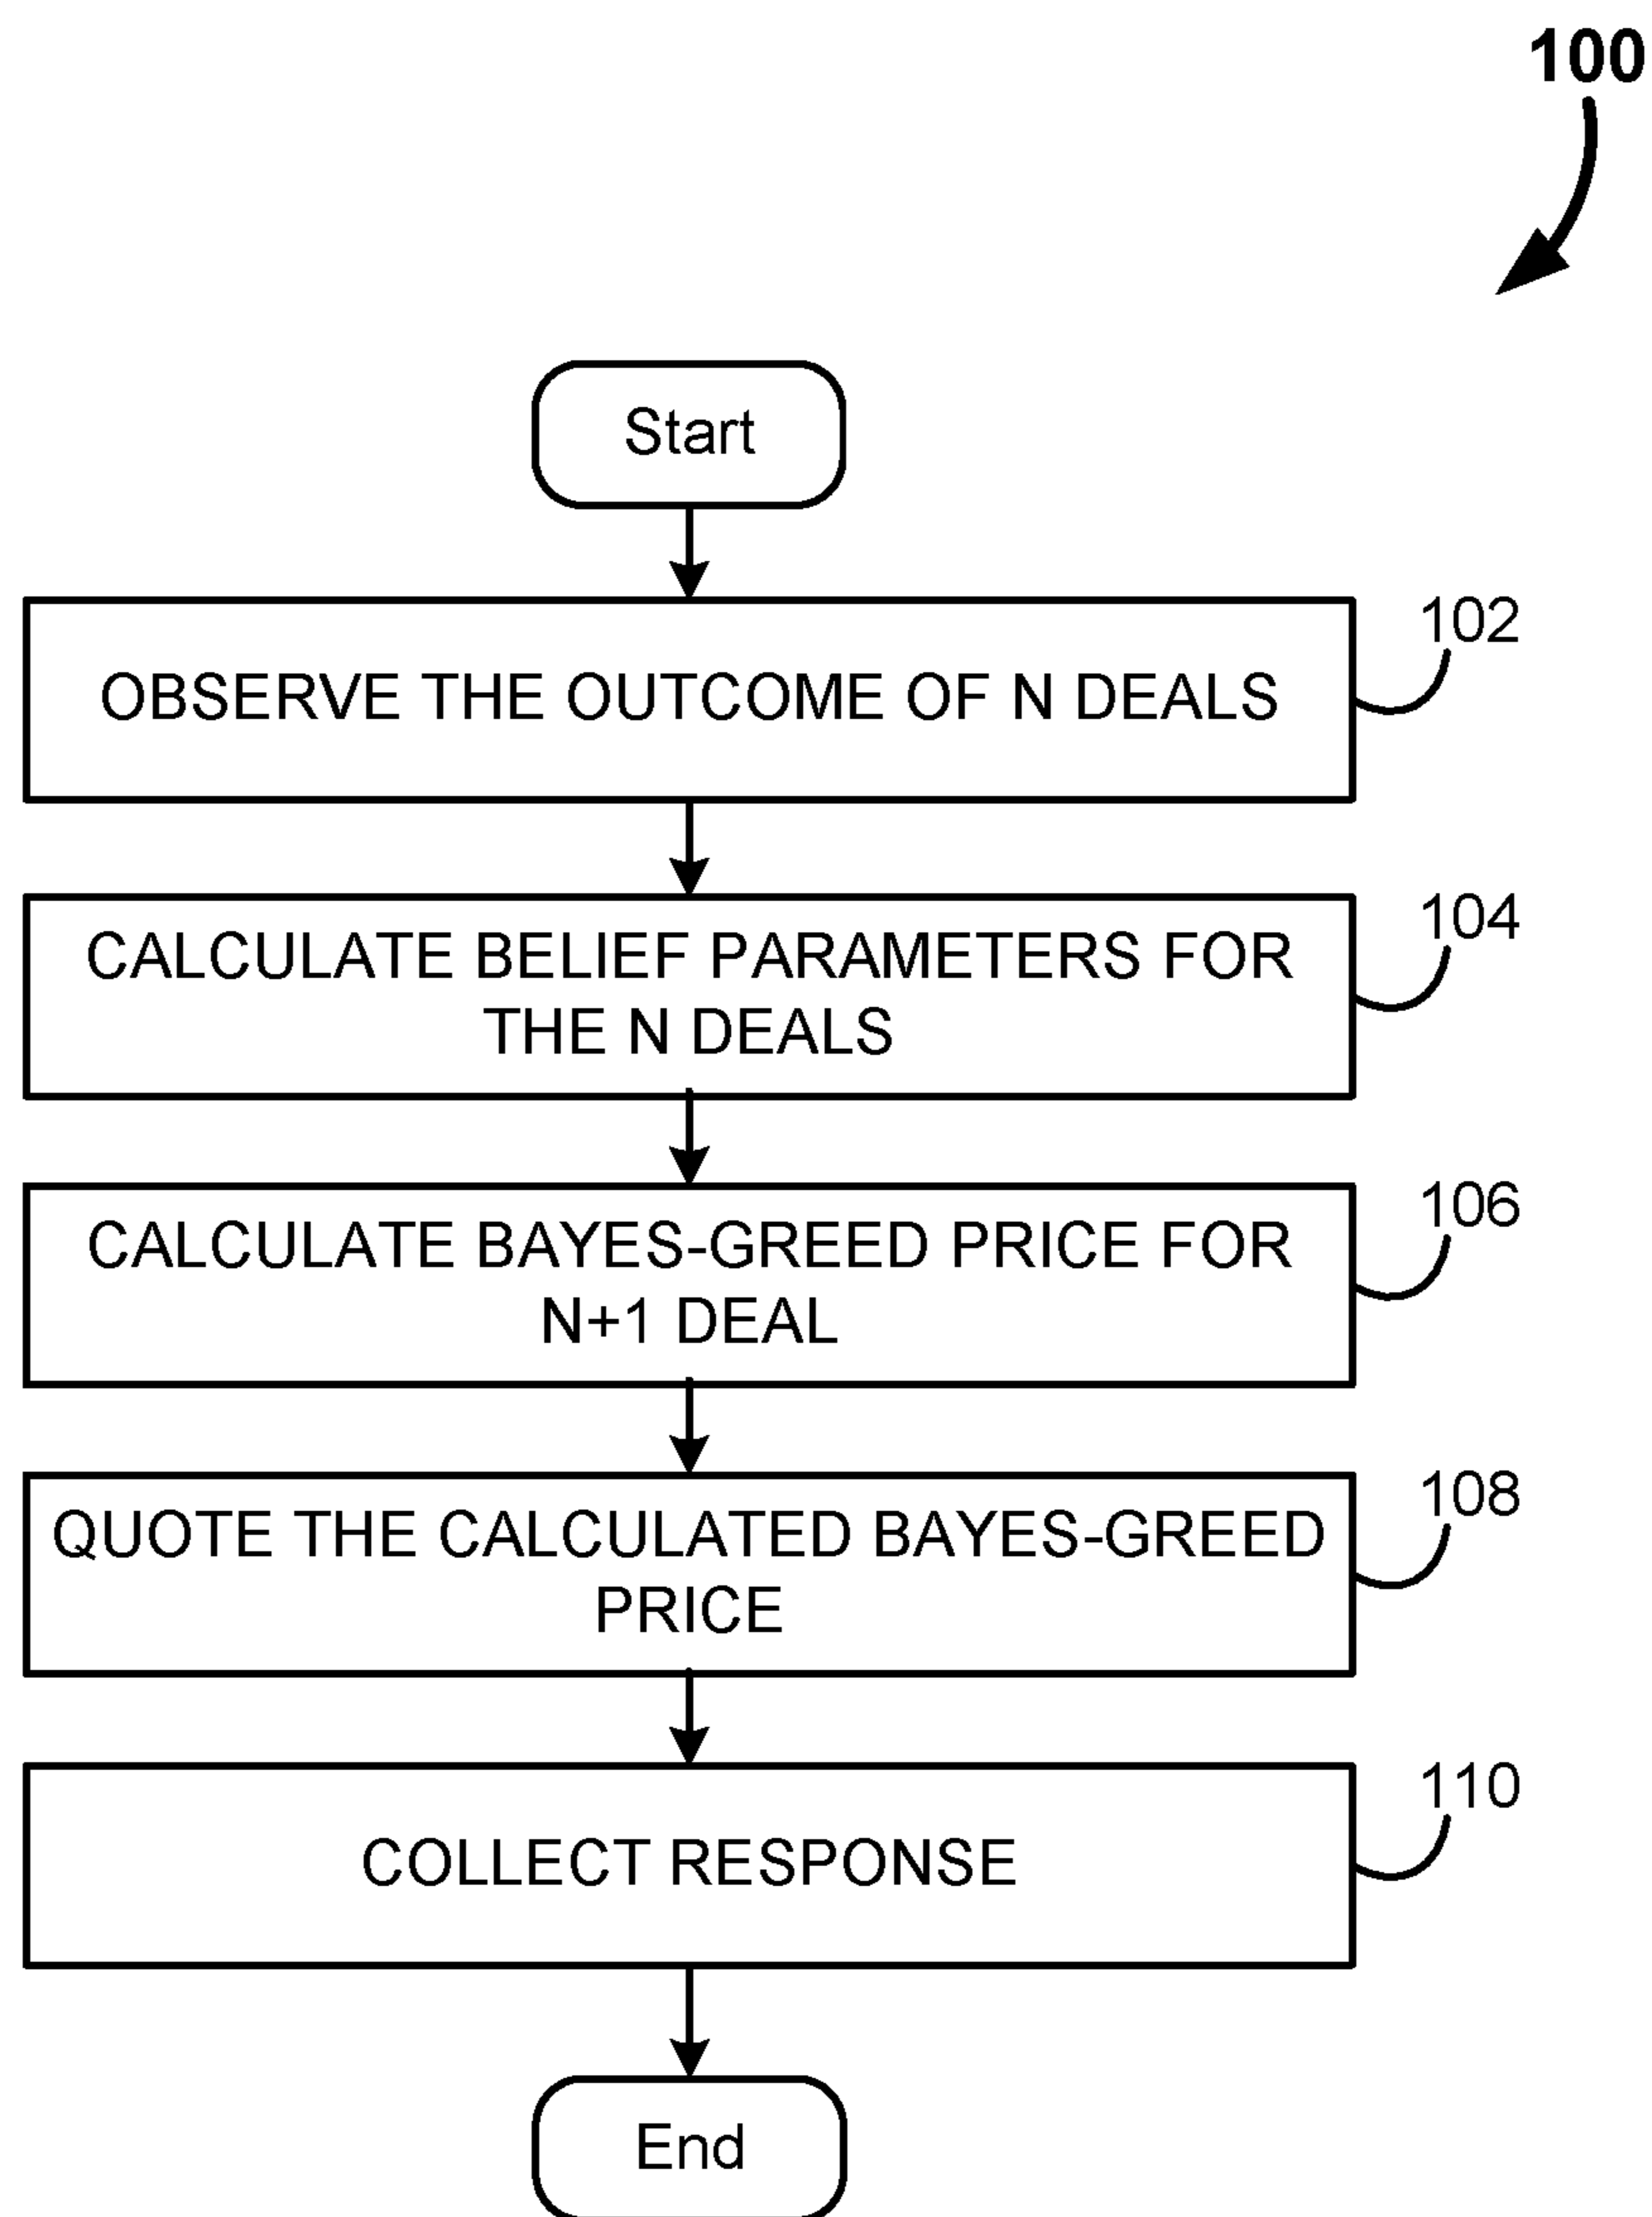 100
Start
OBSERVE THE OUTCOME OF N DEALS
102
CALCULATE BELIEF PARAMETERS FOR
THE N DEALS
104
CALCULATE BAYES-GREED PRICE FOR
N+1 DEAL
106
QUOTE THE CALCULATED BAYES-GREED
PRICE
108
COLLECT RESPONSE
110
End